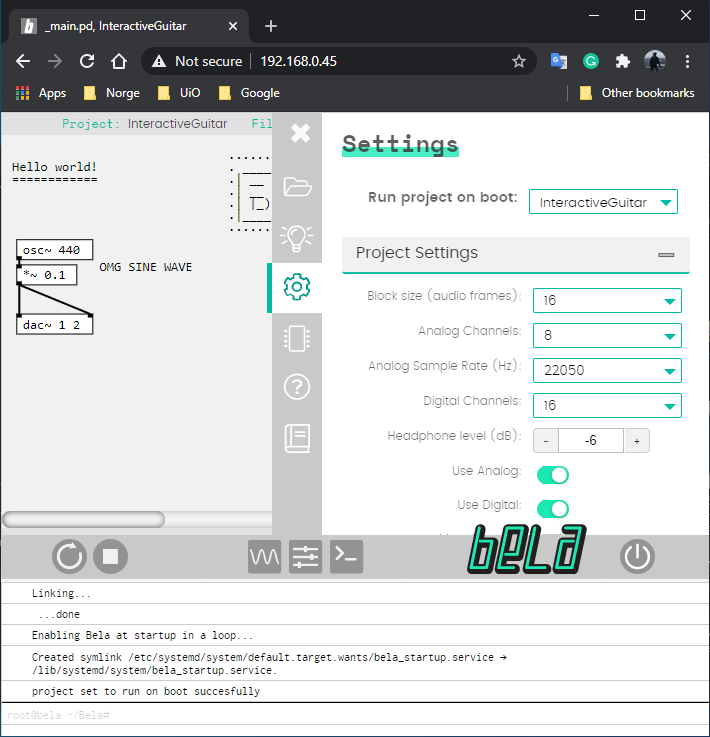 _main.pd, InteractiveGuitar
Not secure 192.168.0.45
Apps Norge UiO Google Other bookmarks
Project: InteractiveGuitar Fil
Hello world!
============
osc~ 440
*~ 0.1
OMG SINE WAVE
dac~ 1 2
Settings
Run project on boot: InteractiveGuitar
Project Settings
Block size (audio frames): 16
Analog Channels: 8
Analog Sample Rate (Hz): 22050
Digital Channels: 16
Headphone level (dB): - -6 +
Use Analog:
Use Digital:
bela
Linking...
...done
Enabling Bela at startup in a loop...
Created symlink /etc/systemd/system/default.target.wants/bela_startup.service →
/lib/systemd/system/bela_startup.service.
project set to run on boot succesfully
root@bela ~/Bela#